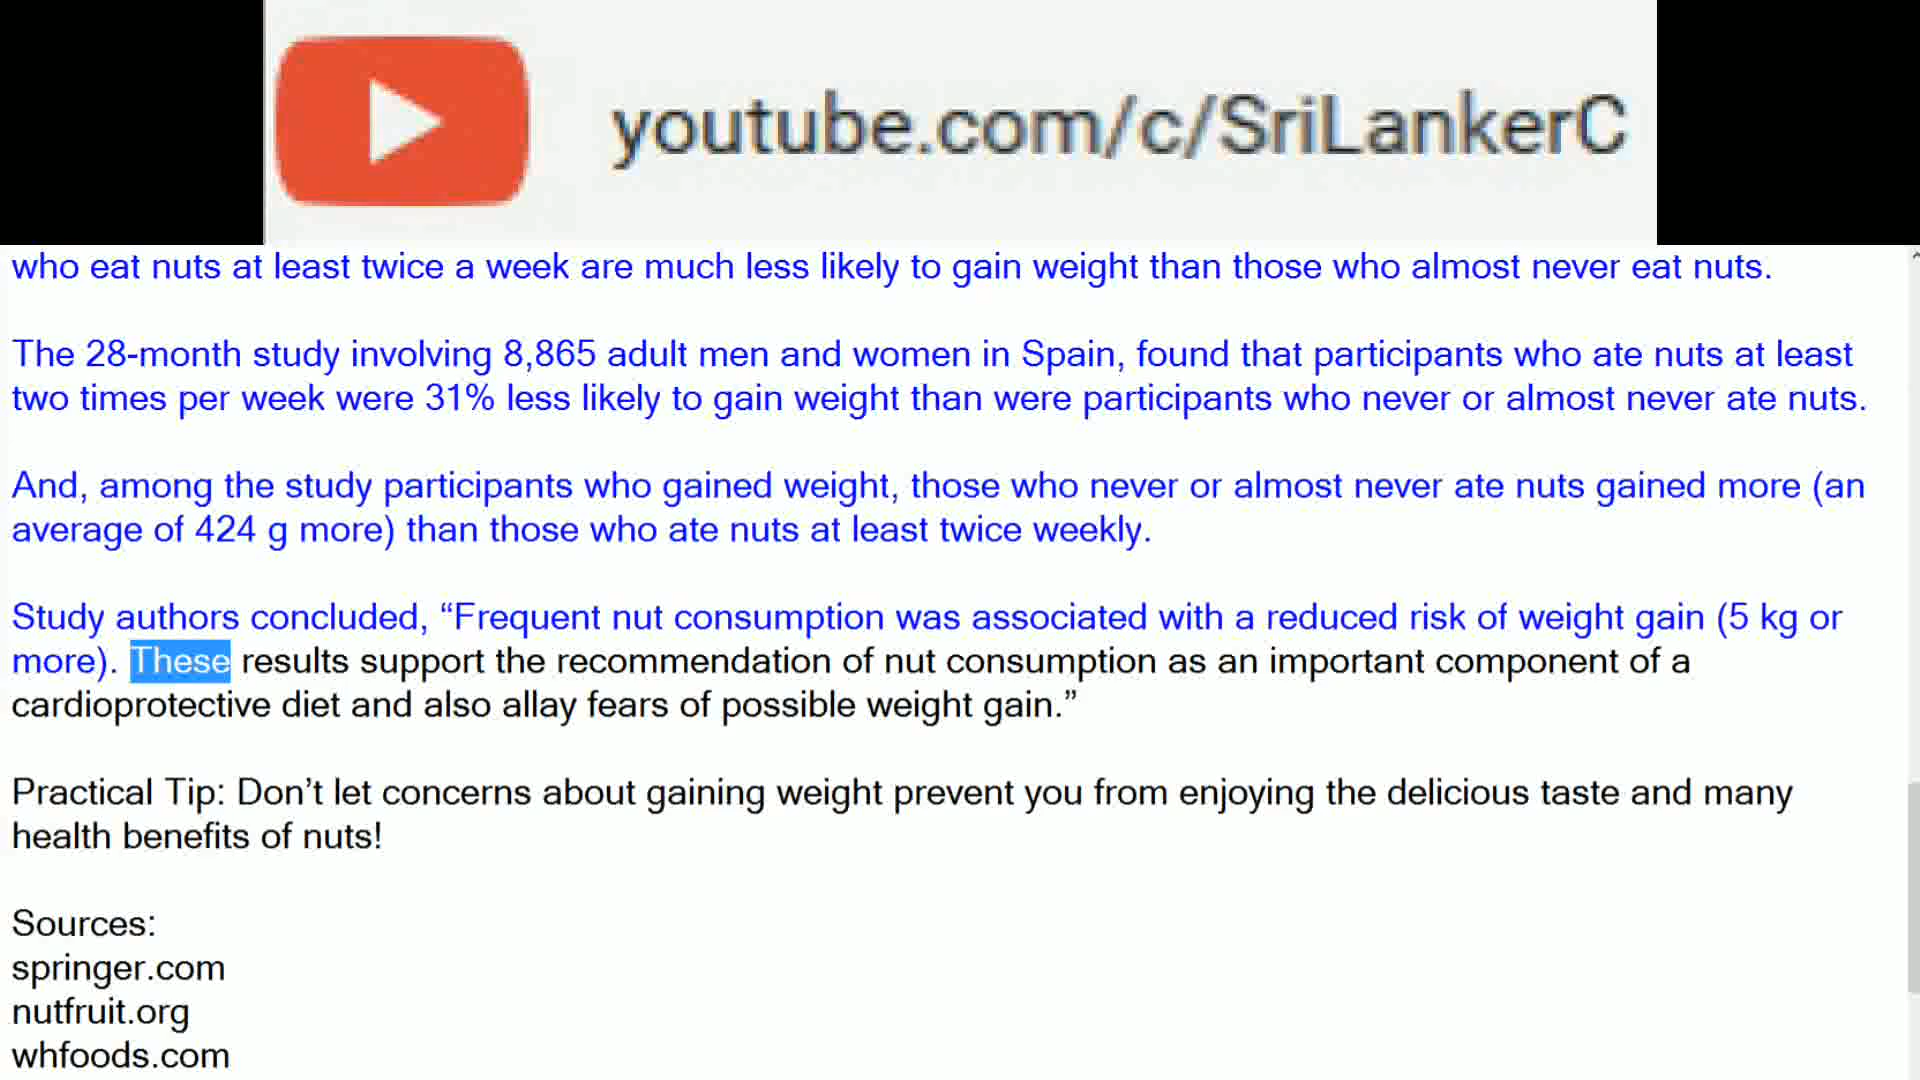 youtube.com/c/SriLankerC
who eat nuts at least twice a week are much less likely to gain weight than those who almost never eat nuts.
The 28-month study involving 8,865 adult men and women in Spain, found that participants who ate nuts at least
two times per week were 31% less likely to gain weight than were participants who never or almost never ate nuts.
And, among the study participants who gained weight, those who never or almost never ate nuts gained more (an
average of 424 g more) than those who ate nuts at least twice weekly.
Study authors concluded, “Frequent nut consumption was associated with a reduced risk of weight gain (5 kg or
more). These results support the recommendation of nut consumption as an important component of a
cardioprotective diet and also allay fears of possible weight gain.”
Practical Tip: Don’t let concerns about gaining weight prevent you from enjoying the delicious taste and many
health benefits of nuts!
Sources:
springer.com
nutfruit.org
whfoods.com